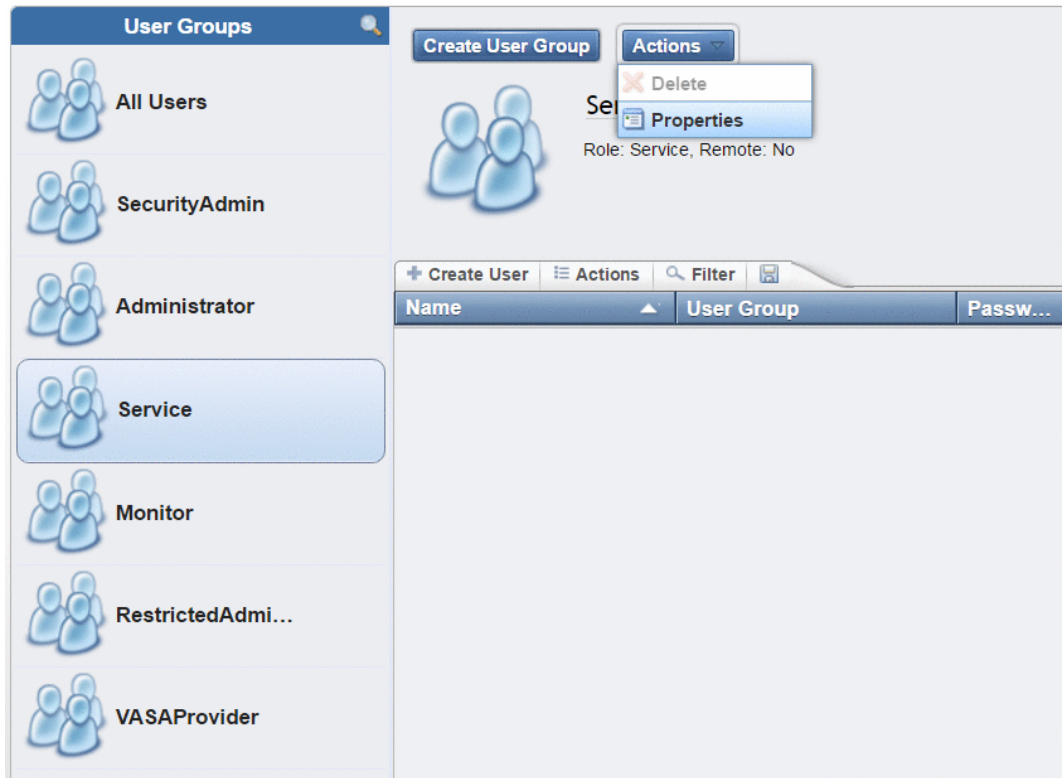 User Groups
All Users
SecurityAdmin
Administrator
Service
Monitor
RestrictedAdmi...
VASAProvider
Create User Group
Actions
Delete
Properties
Role: Service, Remote: No
Create User
Actions
Filter
Name
User Group
Passw...